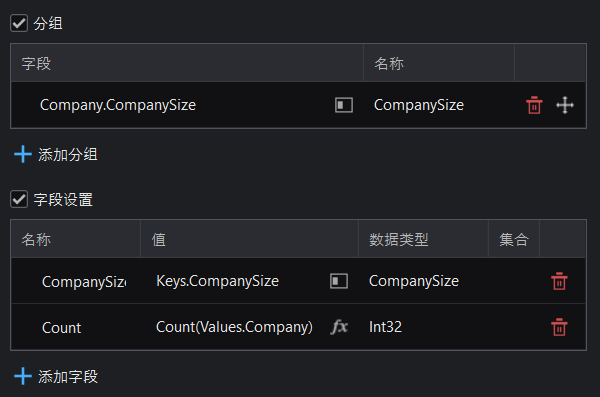 分组
字段 名称
Company.CompanySize CompanySize
添加分组
字段设置
名称 值 数据类型 集合
CompanySiz Keys.CompanySize CompanySize
Count Count(Values.Company) fx Int32
添加字段